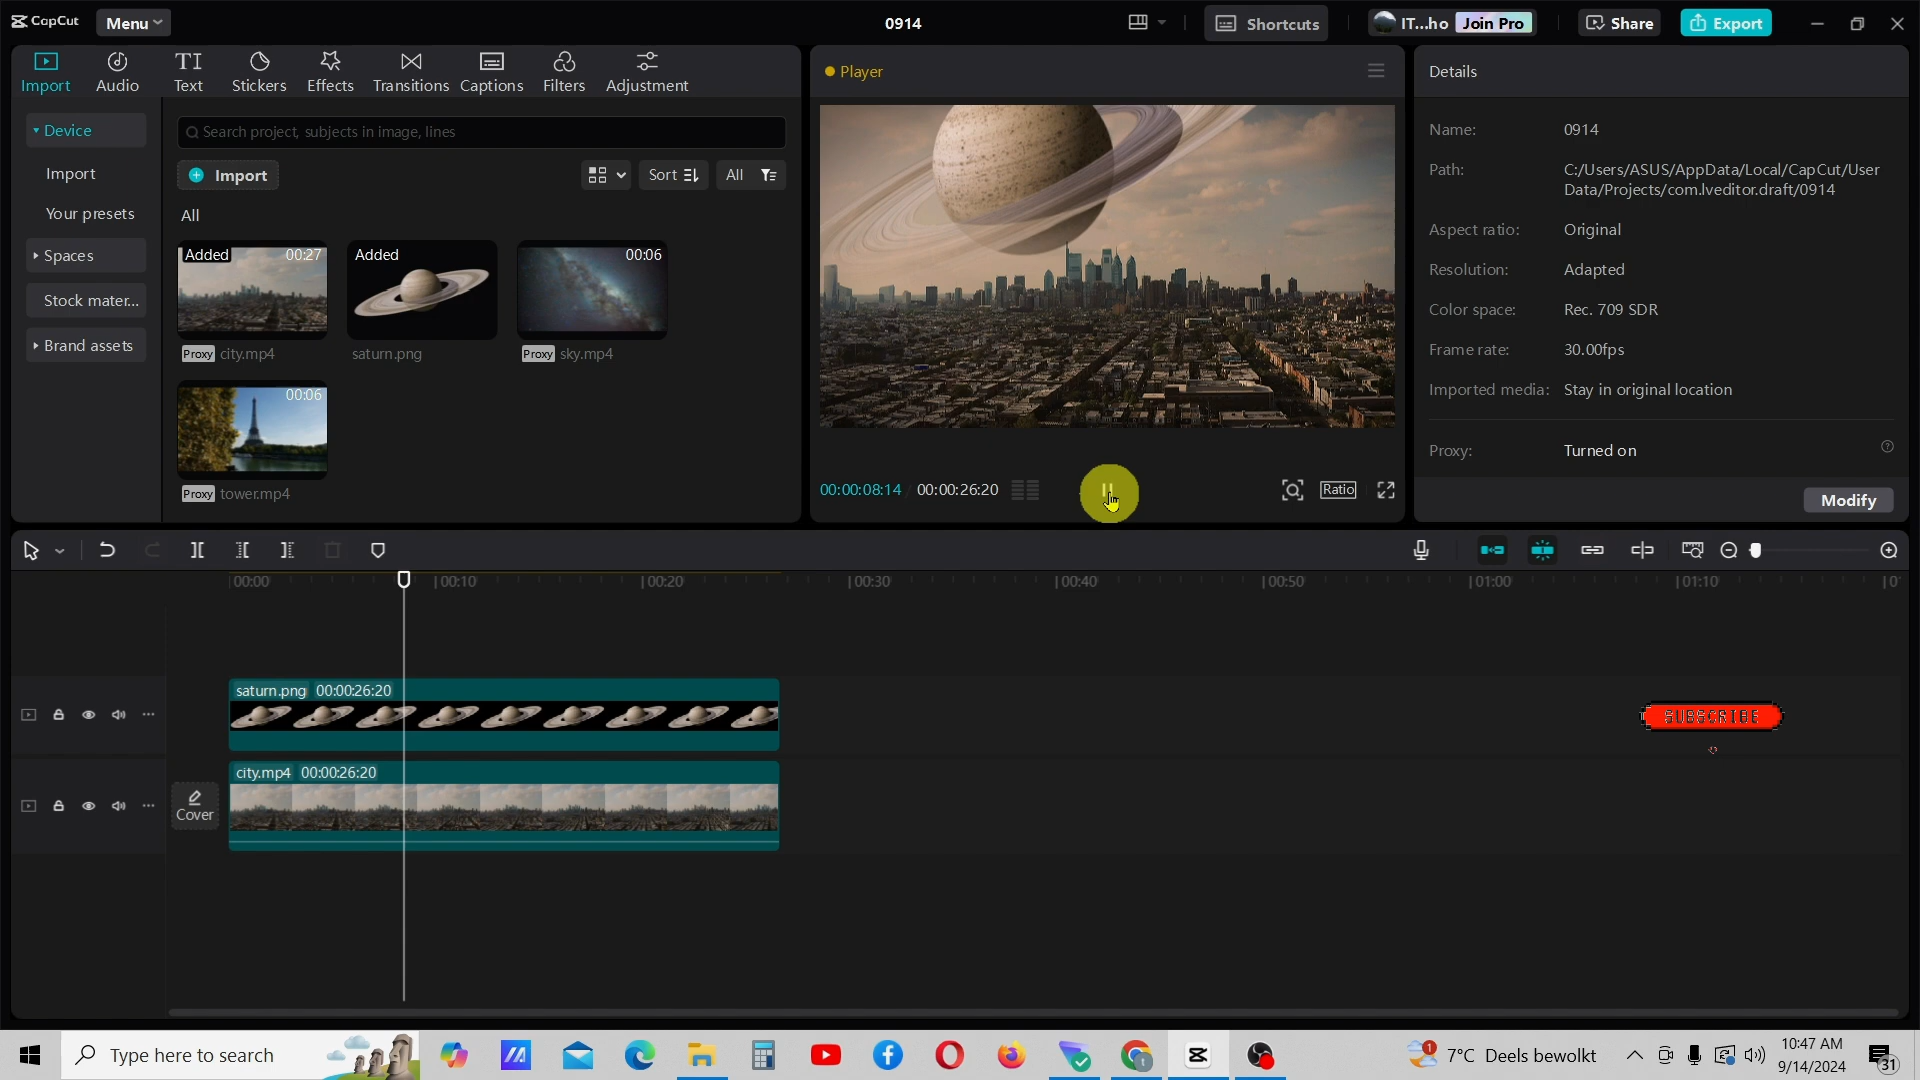 CapCut
Menu
0914
Shortcuts
IT...ho
Join Pro
Share
Export
Import
Audio
Text
Stickers
Effects
Transitions
Captions
Filters
Adjustment
Device
Import
Your presets
Spaces
Stock mater...
Brand assets
Search project, subjects in image, lines
Import
Sort
All
All
Added
00:27
Proxy city.mp4
Added
saturn.png
00:06
Proxy sky.mp4
00:06
Proxy tower.mp4
Player
00:00:08:14
00:00:26:20
Ratio
Details
Name: 0914
Path: C:/Users/ASUS/AppData/Local/CapCut/User
Data/Projects/com.lveditor.draft/0914
Aspect ratio: Original
Resolution: Adapted
Color space: Rec. 709 SDR
Frame rate: 30.00fps
Imported media: Stay in original location
Proxy: Turned on
Modify
00:00
00:10
00:20
00:30
00:40
00:50
01:00
01:10
saturn.png 00:00:26:20
SUBSCRIBE
Cover
city.mp4 00:00:26:20
Type here to search
1
7°C Deels bewolkt
10:47 AM
9/14/2024
31